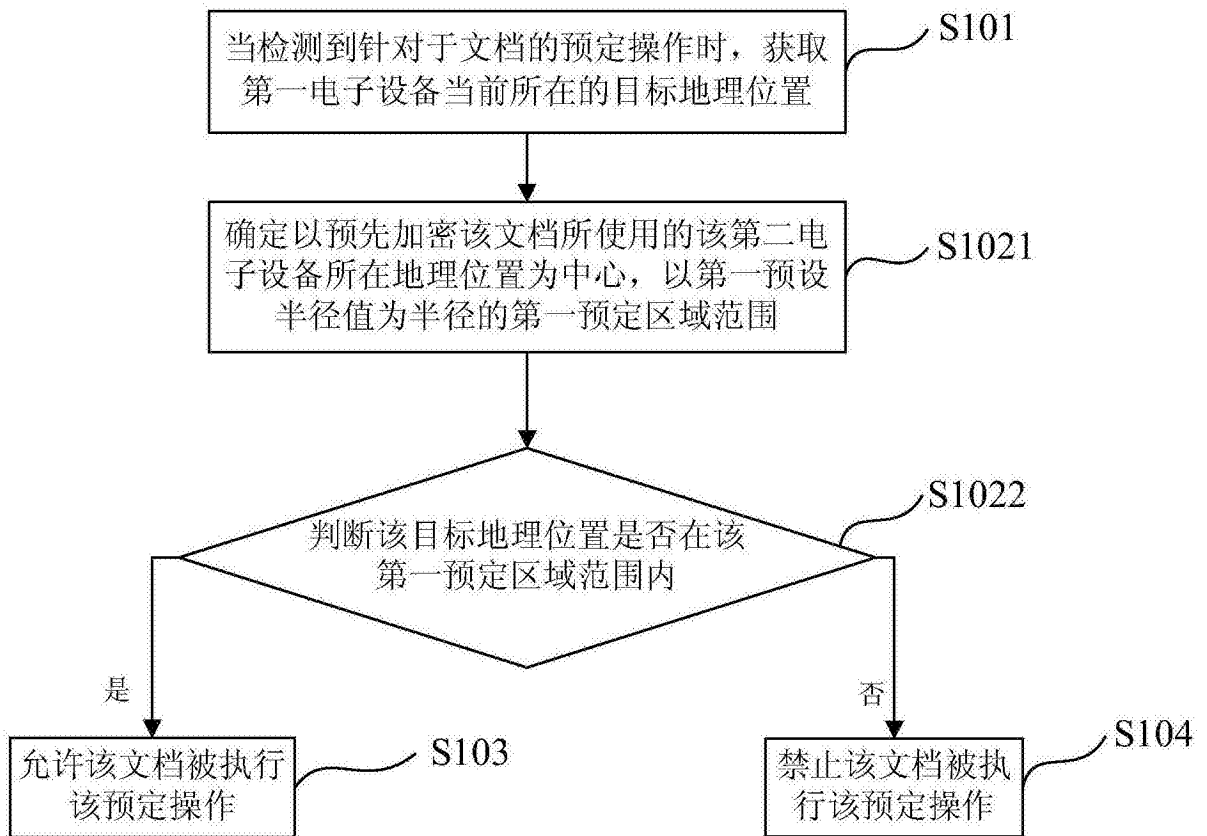 当检测到针对于文档的预定操作时，获取
第一电子设备当前所在的目标地理位置
S101
确定以预先加密该文档所使用的该第二电
子设备所在地理位置为中心，以第一预设
半径值为半径的第一预定区域范围
S1021
判断该目标地理位置是否在该
第一预定区域范围内
S1022
是
否
允许该文档被执行
该预定操作
S103
禁止该文档被执
行该预定操作
S104